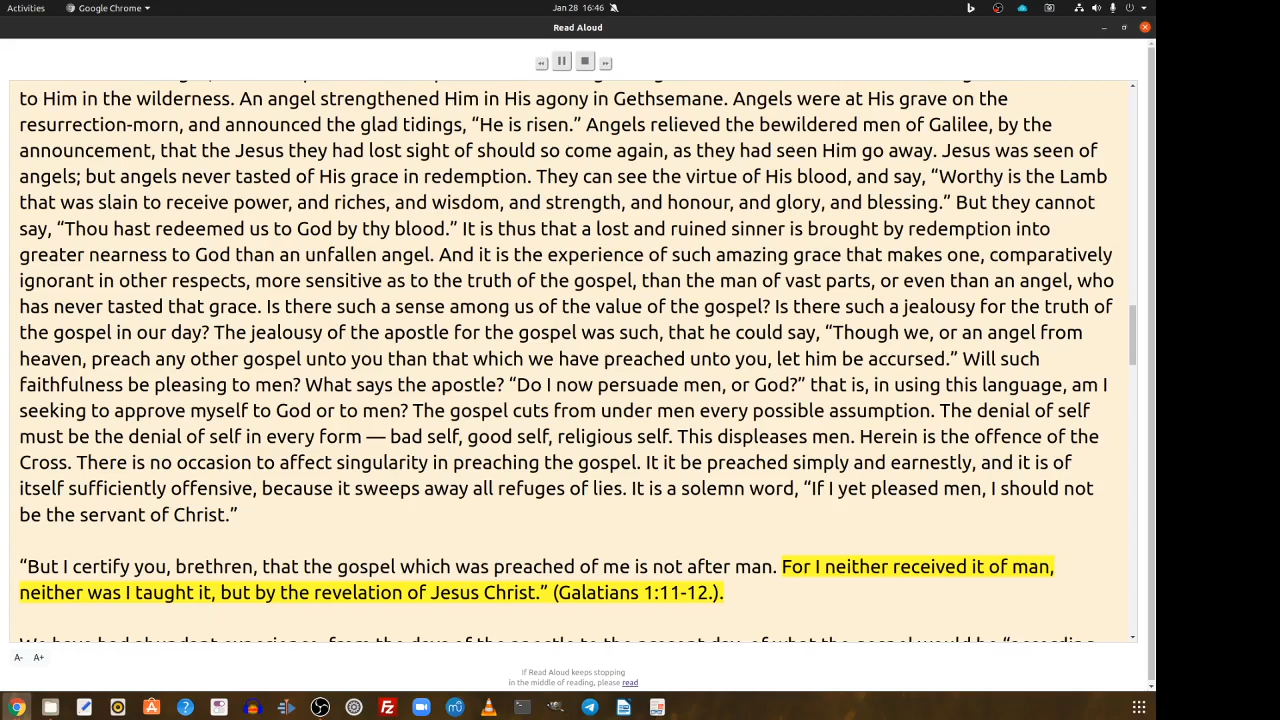 Activities
Google Chrome
Jan 28 16:46
Read Aloud
to Him in the wilderness. An angel strengthened Him in His agony in Gethsemane. Angels were at His grave on the
resurrection-morn, and announced the glad tidings, “He is risen.” Angels relieved the bewildered men of Galilee, by the
announcement, that the Jesus they had lost sight of should so come again, as they had seen Him go away. Jesus was seen of
angels; but angels never tasted of His grace in redemption. They can see the virtue of His blood, and say, “Worthy is the Lamb
that was slain to receive power, and riches, and wisdom, and strength, and honour, and glory, and blessing.” But they cannot
say, “Thou hast redeemed us to God by thy blood.” It is thus that a lost and ruined sinner is brought by redemption into
greater nearness to God than an unfallen angel. And it is the experience of such amazing grace that makes one, comparatively
ignorant in other respects, more sensitive as to the truth of the gospel, than the man of vast parts, or even than an angel, who
has never tasted that grace. Is there such a sense among us of the value of the gospel? Is there such a jealousy for the truth of
the gospel in our day? The jealousy of the apostle for the gospel was such, that he could say, “Though we, or an angel from
heaven, preach any other gospel unto you than that which we have preached unto you, let him be accursed.” Will such
faithfulness be pleasing to men? What says the apostle? “Do I now persuade men, or God?” that is, in using this language, am I
seeking to approve myself to God or to men? The gospel cuts from under men every possible assumption. The denial of self
must be the denial of self in every form — bad self, good self, religious self. This displeases men. Herein is the offence of the
Cross. There is no occasion to affect singularity in preaching the gospel. It it be preached simply and earnestly, and it is of
itself sufficiently offensive, because it sweeps away all refuges of lies. It is a solemn word, “If I yet pleased men, I should not
be the servant of Christ.”
“But I certify you, brethren, that the gospel which was preached of me is not after man. For I neither received it of man,
neither was I taught it, but by the revelation of Jesus Christ.” (Galatians 1:11-12.).
We have had abundant experience, from the days of the apostle to the present day, of what the gospel would be “according
A-
A+
If Read Aloud keeps stopping
in the middle of reading, please read